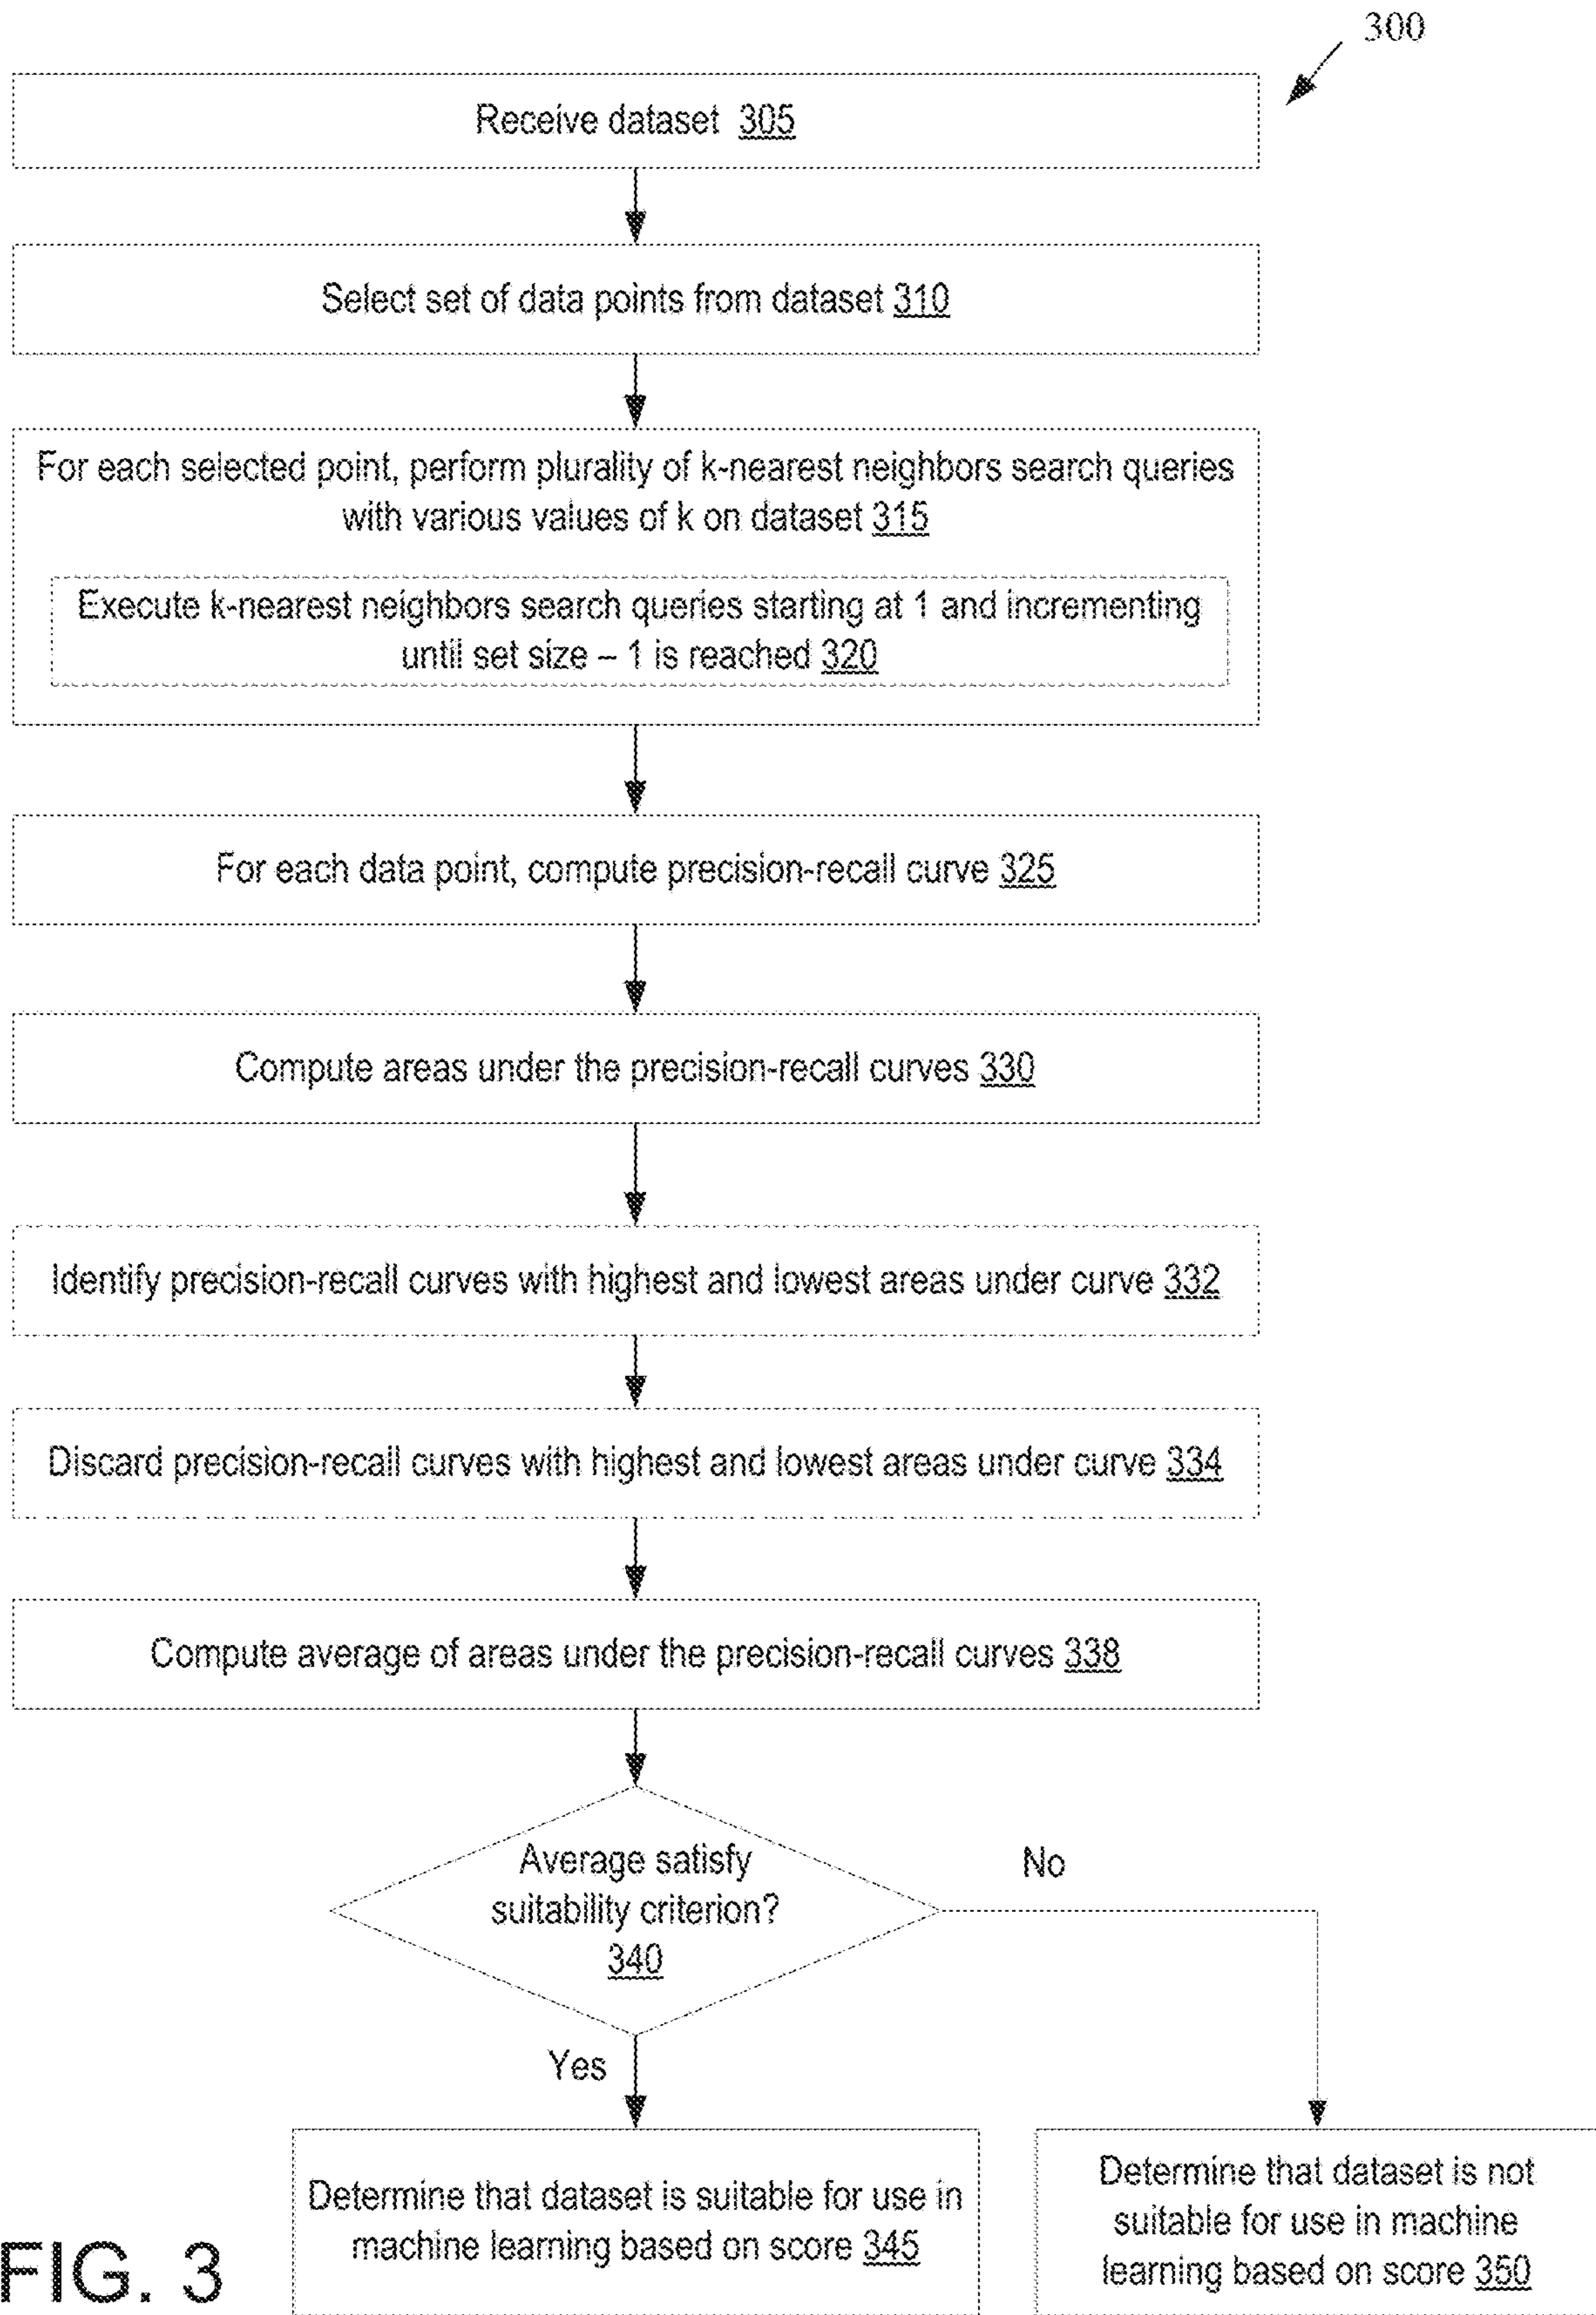 300
Receive dataset 305
Select set of data points from dataset 310
For each selected point, perform plurality of k-nearest neighbors search queries
with various values of k on dataset 315
Execute k-nearest neighbors search queries starting at 1 and incrementing
until set size – 1 is reached 320
For each data point, compute precision-recall curve 325
Compute areas under the precision-recall curves 330
Identify precision-recall curves with highest and lowest areas under curve 332
Discard precision-recall curves with highest and lowest areas under curve 334
Compute average of areas under the precision-recall curves 338
Average satisfy
suitability criterion?
340
No
Yes
Determine that dataset is suitable for use in
machine learning based on score 345
Determine that dataset is not
suitable for use in machine
learning based on score 350
FIG. 3